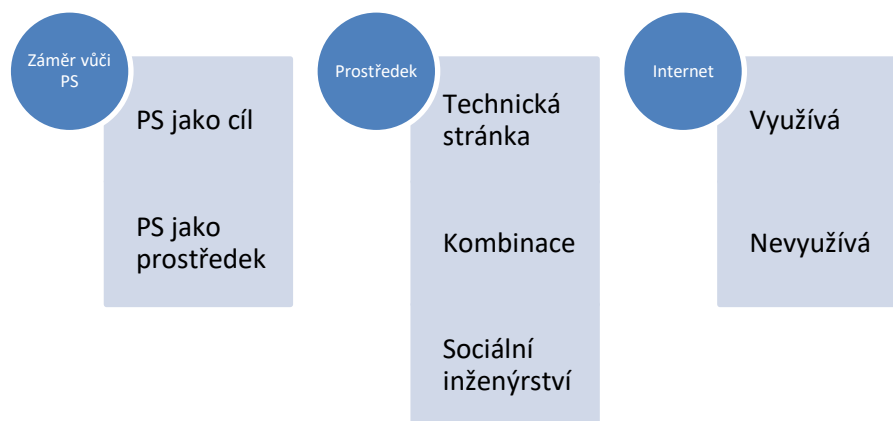 Záměr vůči
PS
PS jako cíl
PS jako
prostředek
Prostředek
Technická
stránka
Kombinace
Sociální
inženýrství
Internet
Využívá
Nevyužívá